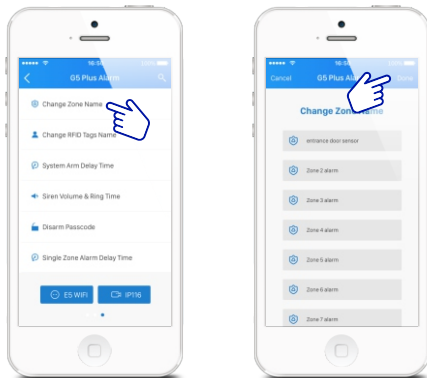 16:50
G5 Plus Alarm
Change Zone Name
Change RFID Tags Name
System Arm Delay Time
Siren Volume & Ring Time
Disarm Passcode
Single Zone Alarm Delay Time
E5 WIFI
IP116
16:50
Cancel
G5 Plus
Done
Change Zone Name
entrance door sensor
Zone 2 alarm
Zone 3 alarm
Zone 4 alarm
Zone 5 alarm
Zone 6 alarm
Zone 7 alarm